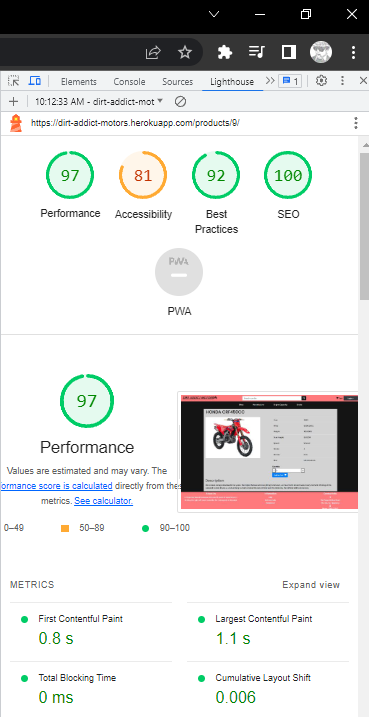 Elements Console Sources Lighthouse 1
10:12:33 AM - dirt-addict-mot
https://dirt-addict-motors.herokuapp.com/products/9/
97 81 92 100
Performance Accessibility Best Practices SEO
PWA
PWA
97
Performance
Values are estimated and may vary. The
ormance score is calculated directly from thes
metrics. See calculator.
0–49 50–89 90–100
HONDA CRF450CC
METRICS Expand view
First Contentful Paint Largest Contentful Paint
0.8 s 1.1 s
Total Blocking Time Cumulative Layout Shift
0 ms 0.006